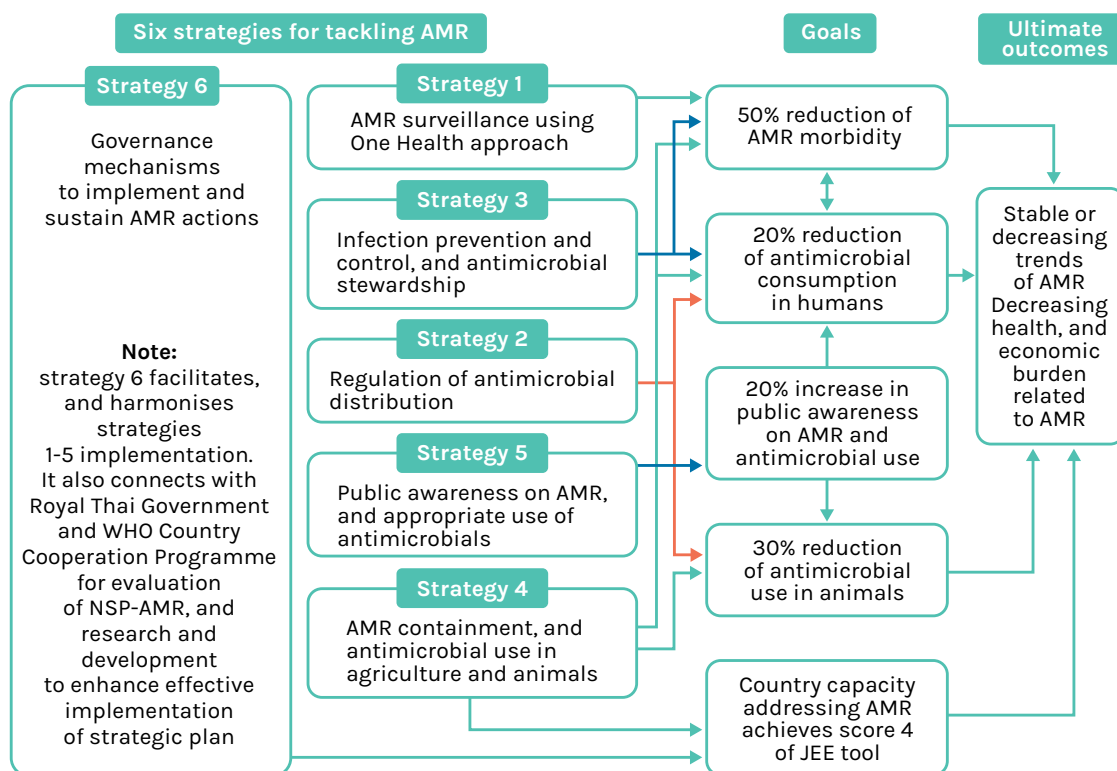 Six strategies for tackling AMR
Goals
Ultimate
outcomes
Strategy 6
Governance
mechanisms
to implement and
sustain AMR actions
Note:
strategy 6 facilitates,
and harmonises
strategies
1-5 implementation.
It also connects with
Royal Thai Government
and WHO Country
Cooperation Programme
for evaluation
of NSP-AMR, and
research and
development
to enhance effective
implementation
of strategic plan
Strategy 1
AMR surveillance using
One Health approach
Strategy 3
Infection prevention and
control, and antimicrobial
stewardship
Strategy 2
Regulation of antimicrobial
distribution
Strategy 5
Public awareness on AMR,
and appropriate use of
antimicrobials
Strategy 4
AMR containment, and
antimicrobial use in
agriculture and animals
50% reduction of
AMR morbidity
20% reduction
of antimicrobial
consumption
in humans
20% increase in
public awareness
on AMR and
antimicrobial use
30% reduction
of antimicrobial
use in animals
Country capacity
addressing AMR
achieves score 4
of JEE tool
Stable or
decreasing
trends
of AMR
Decreasing
health, and
economic
burden
related
to AMR